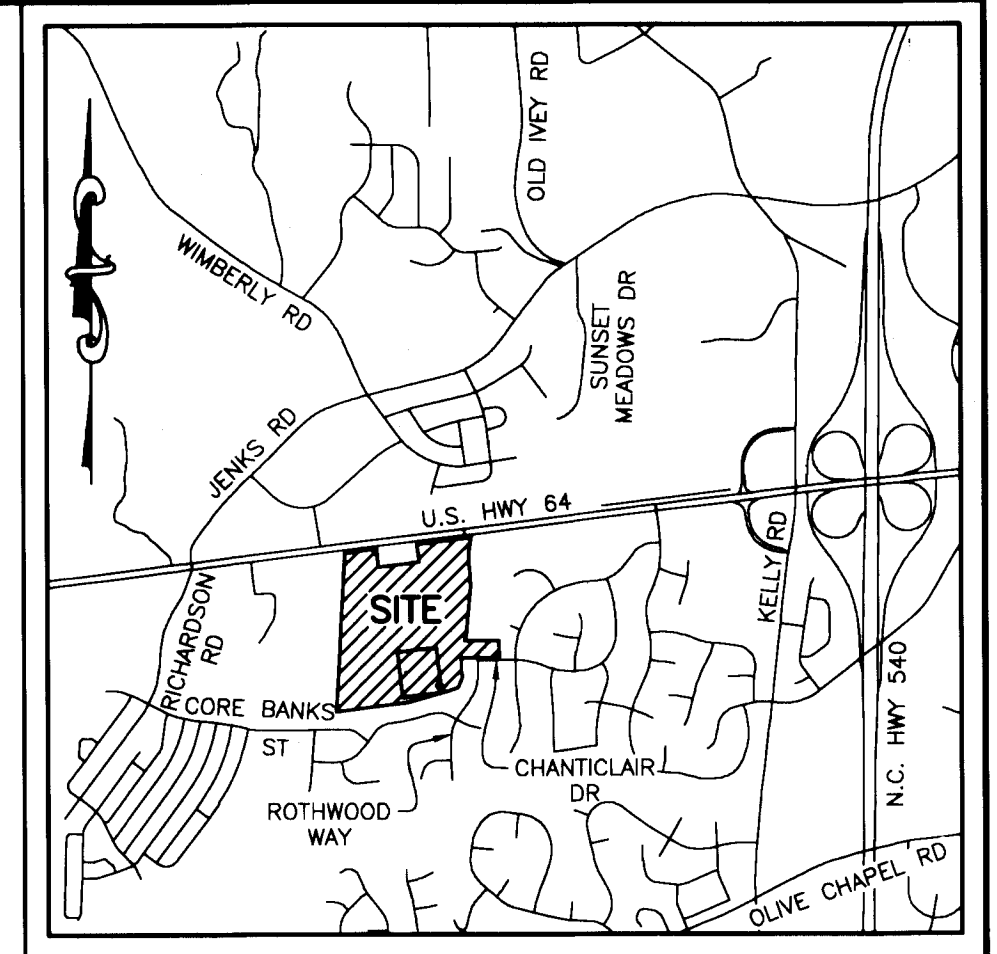 OLD IVEY RD
WIMBERLY RD
SUNSET
MEADOWS DR
JENKS RD
U.S. HWY 64
KELLY RD
SITE
RICHARDSON
RD
N.C. HWY 540
CORE BANKS
ST
CHANTICLAIR
DR
ROTHWOOD
WAY
OLIVE CHAPEL RD